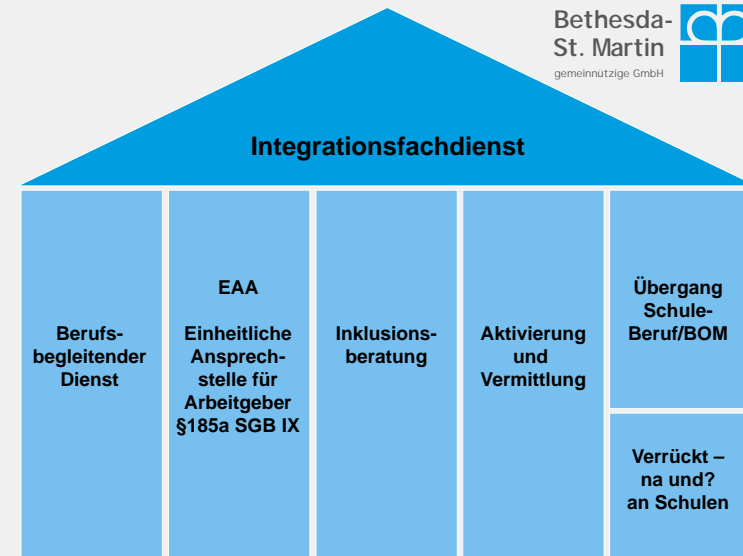 Bethesda-
St. Martin
gemeinnützige GmbH
Integrationsfachdienst
Berufs-
begleitender
Dienst
EAA
Einheitliche
Ansprech-
stelle für
Arbeitgeber
§185a SGB IX
Inklusions-
beratung
Aktivierung
und
Vermittlung
Übergang
Schule-
Beruf/BOM
Verrückt –
na und?
an Schulen